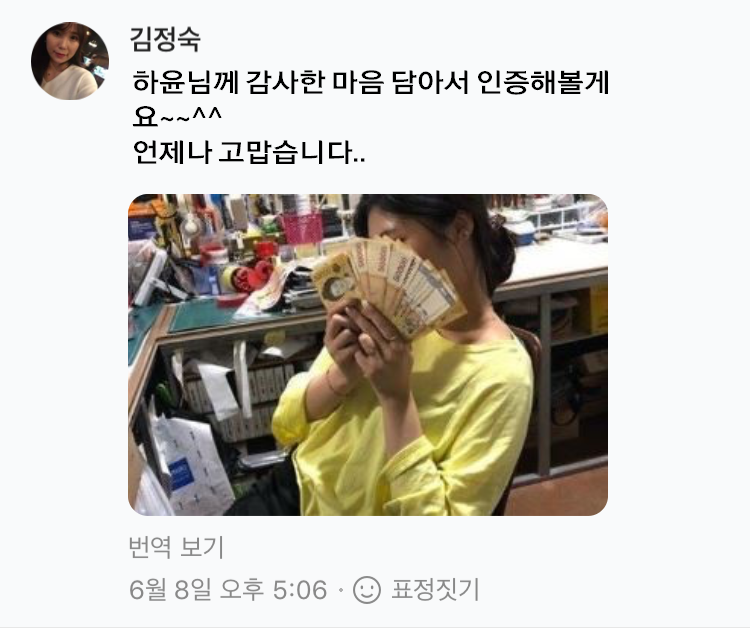 김정숙
하윤님께 감사한 마음 담아서 인증해볼게
요~~^^
언제나 고맙습니다..
번역 보기
6월 8일 오후 5:06 · 표정짓기